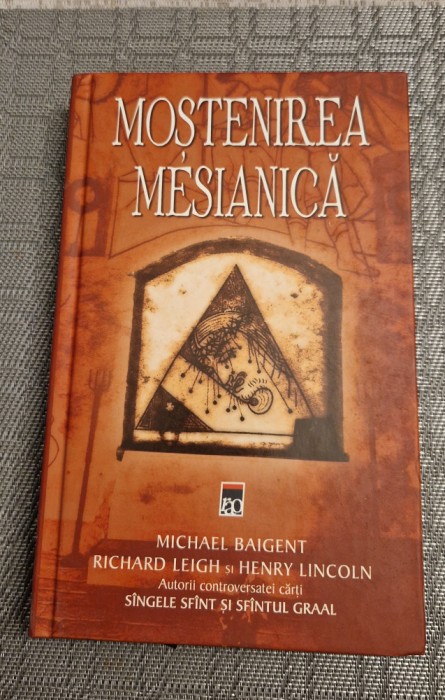 MOȘTENIREA
MESIANICĂ
rao
MICHAEL BAIGENT
RICHARD LEIGH ȘI HENRY LINCOLN
Autorii controversatei cărți
SÎNGELE SFÎNT ȘI SFÎNTUL GRAAL